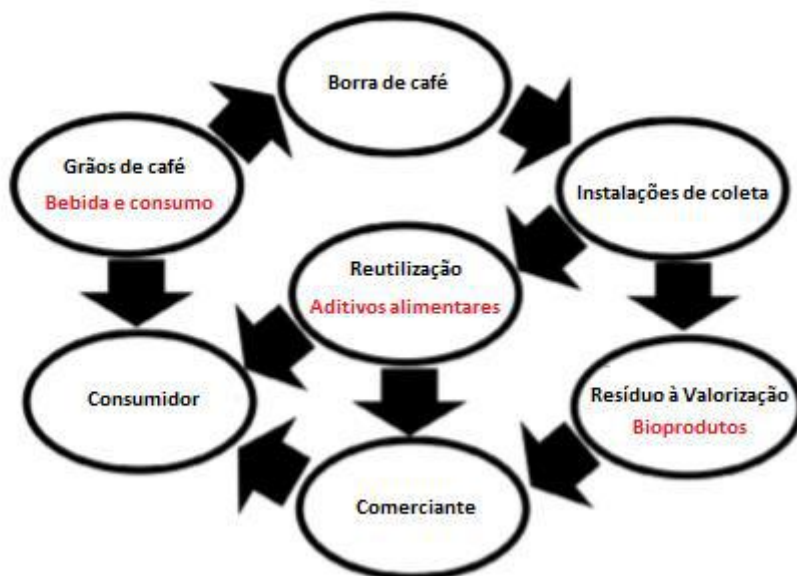 Borra de café
Grãos de café
Bebida e consumo
Instalações de coleta
Reutilização
Aditivos alimentares
Consumidor
Resíduo à Valorização
Bioprodutos
Comerciante